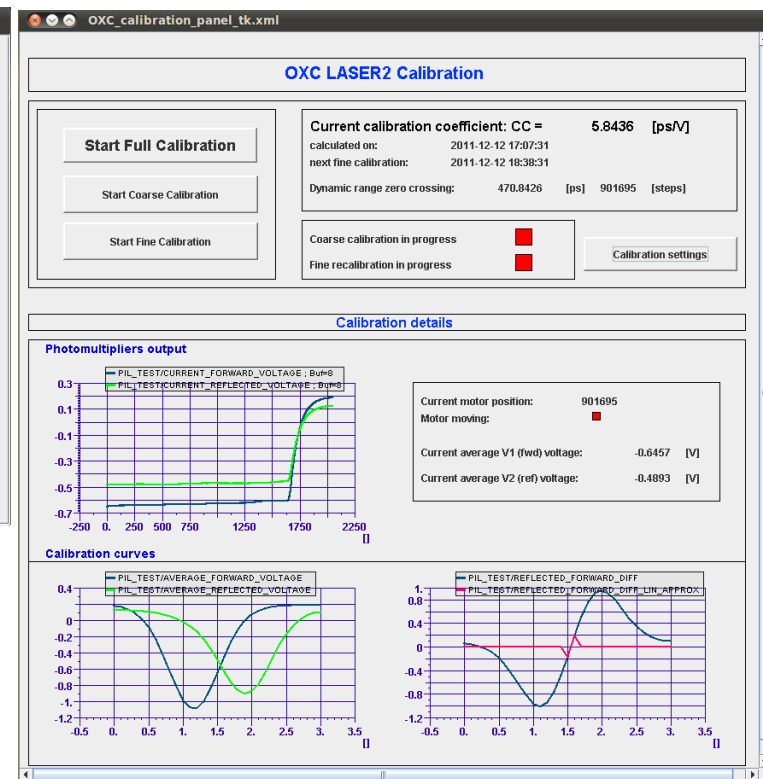 OXC_calibration_panel_tk.xml
OXC LASER2 Calibration
Start Full Calibration
Start Coarse Calibration
Start Fine Calibration
Current calibration coefficient: CC = 5.8436 [ps/V]
calculated on: 2011-12-12 17:07:31
next fine calibration: 2011-12-12 18:38:31
Dynamic range zero crossing: 470.8426 [ps] 901695 [steps]
Coarse calibration in progress
Fine recalibration in progress
Calibration settings
Calibration details
Photomultipliers output
PIL_TEST/CURRENT_FORWARD_VOLTAGE ; Buf=8
PIL_TEST/CURRENT_REFLECTED_VOLTAGE ; Buf=8
0.3
0.1
-0.1
-0.3
-0.5
-0.7
-250 0. 250 500 750 1250 1750 2250
[]
Current motor position: 901695
Motor moving:
Current average V1 (fwd) voltage: -0.6457 [V]
Current average V2 (ref) voltage: -0.4893 [V]
Calibration curves
PIL_TEST/AVERAGE_FORWARD_VOLTAGE
PIL_TEST/AVERAGE_REFLECTED_VOLTAGE
0.4
0
-0.2
-0.4
-0.6
-0.8
-1.
-1.2
-0.5 0. 0.5 1. 1.5 2. 2.5 3. 3.5
[]
PIL_TEST/REFLECTED_FORWARD_DIFF
PIL_TEST/REFLECTED_FORWARD_DIFF_LIN_APPROX
1.
0.8
0.4
0
-0.4
-0.8
-1.2
-0.5 0. 0.5 1. 1.5 2. 2.5 3. 3.5
[]